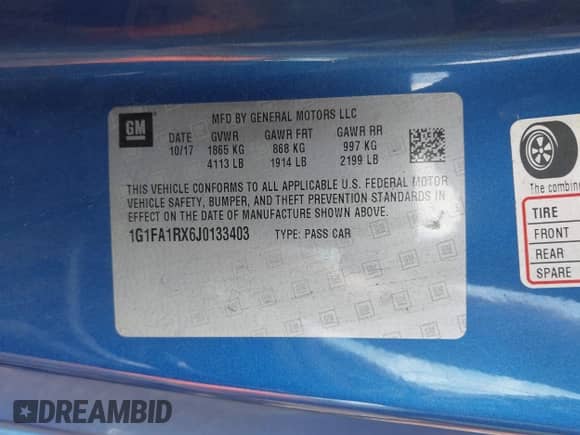 GM
MFD BY GENERAL MOTORS LLC
DATE GVWR GAWR FRT GAWR RR
10/17 1865 KG 868 KG 997 KG
4113 LB 1914 LB 2199 LB
THIS VEHICLE CONFORMS TO ALL APPLICABLE U.S. FEDERAL MOTOR
VEHICLE SAFETY, BUMPER, AND THEFT PREVENTION STANDARDS IN
EFFECT ON THE DATE OF MANUFACTURE SHOWN ABOVE.
1G1FA1RX6J0133403 TYPE: PASS CAR
The combine
TIRE
FRONT
REAR
SPARE
DREAMBID